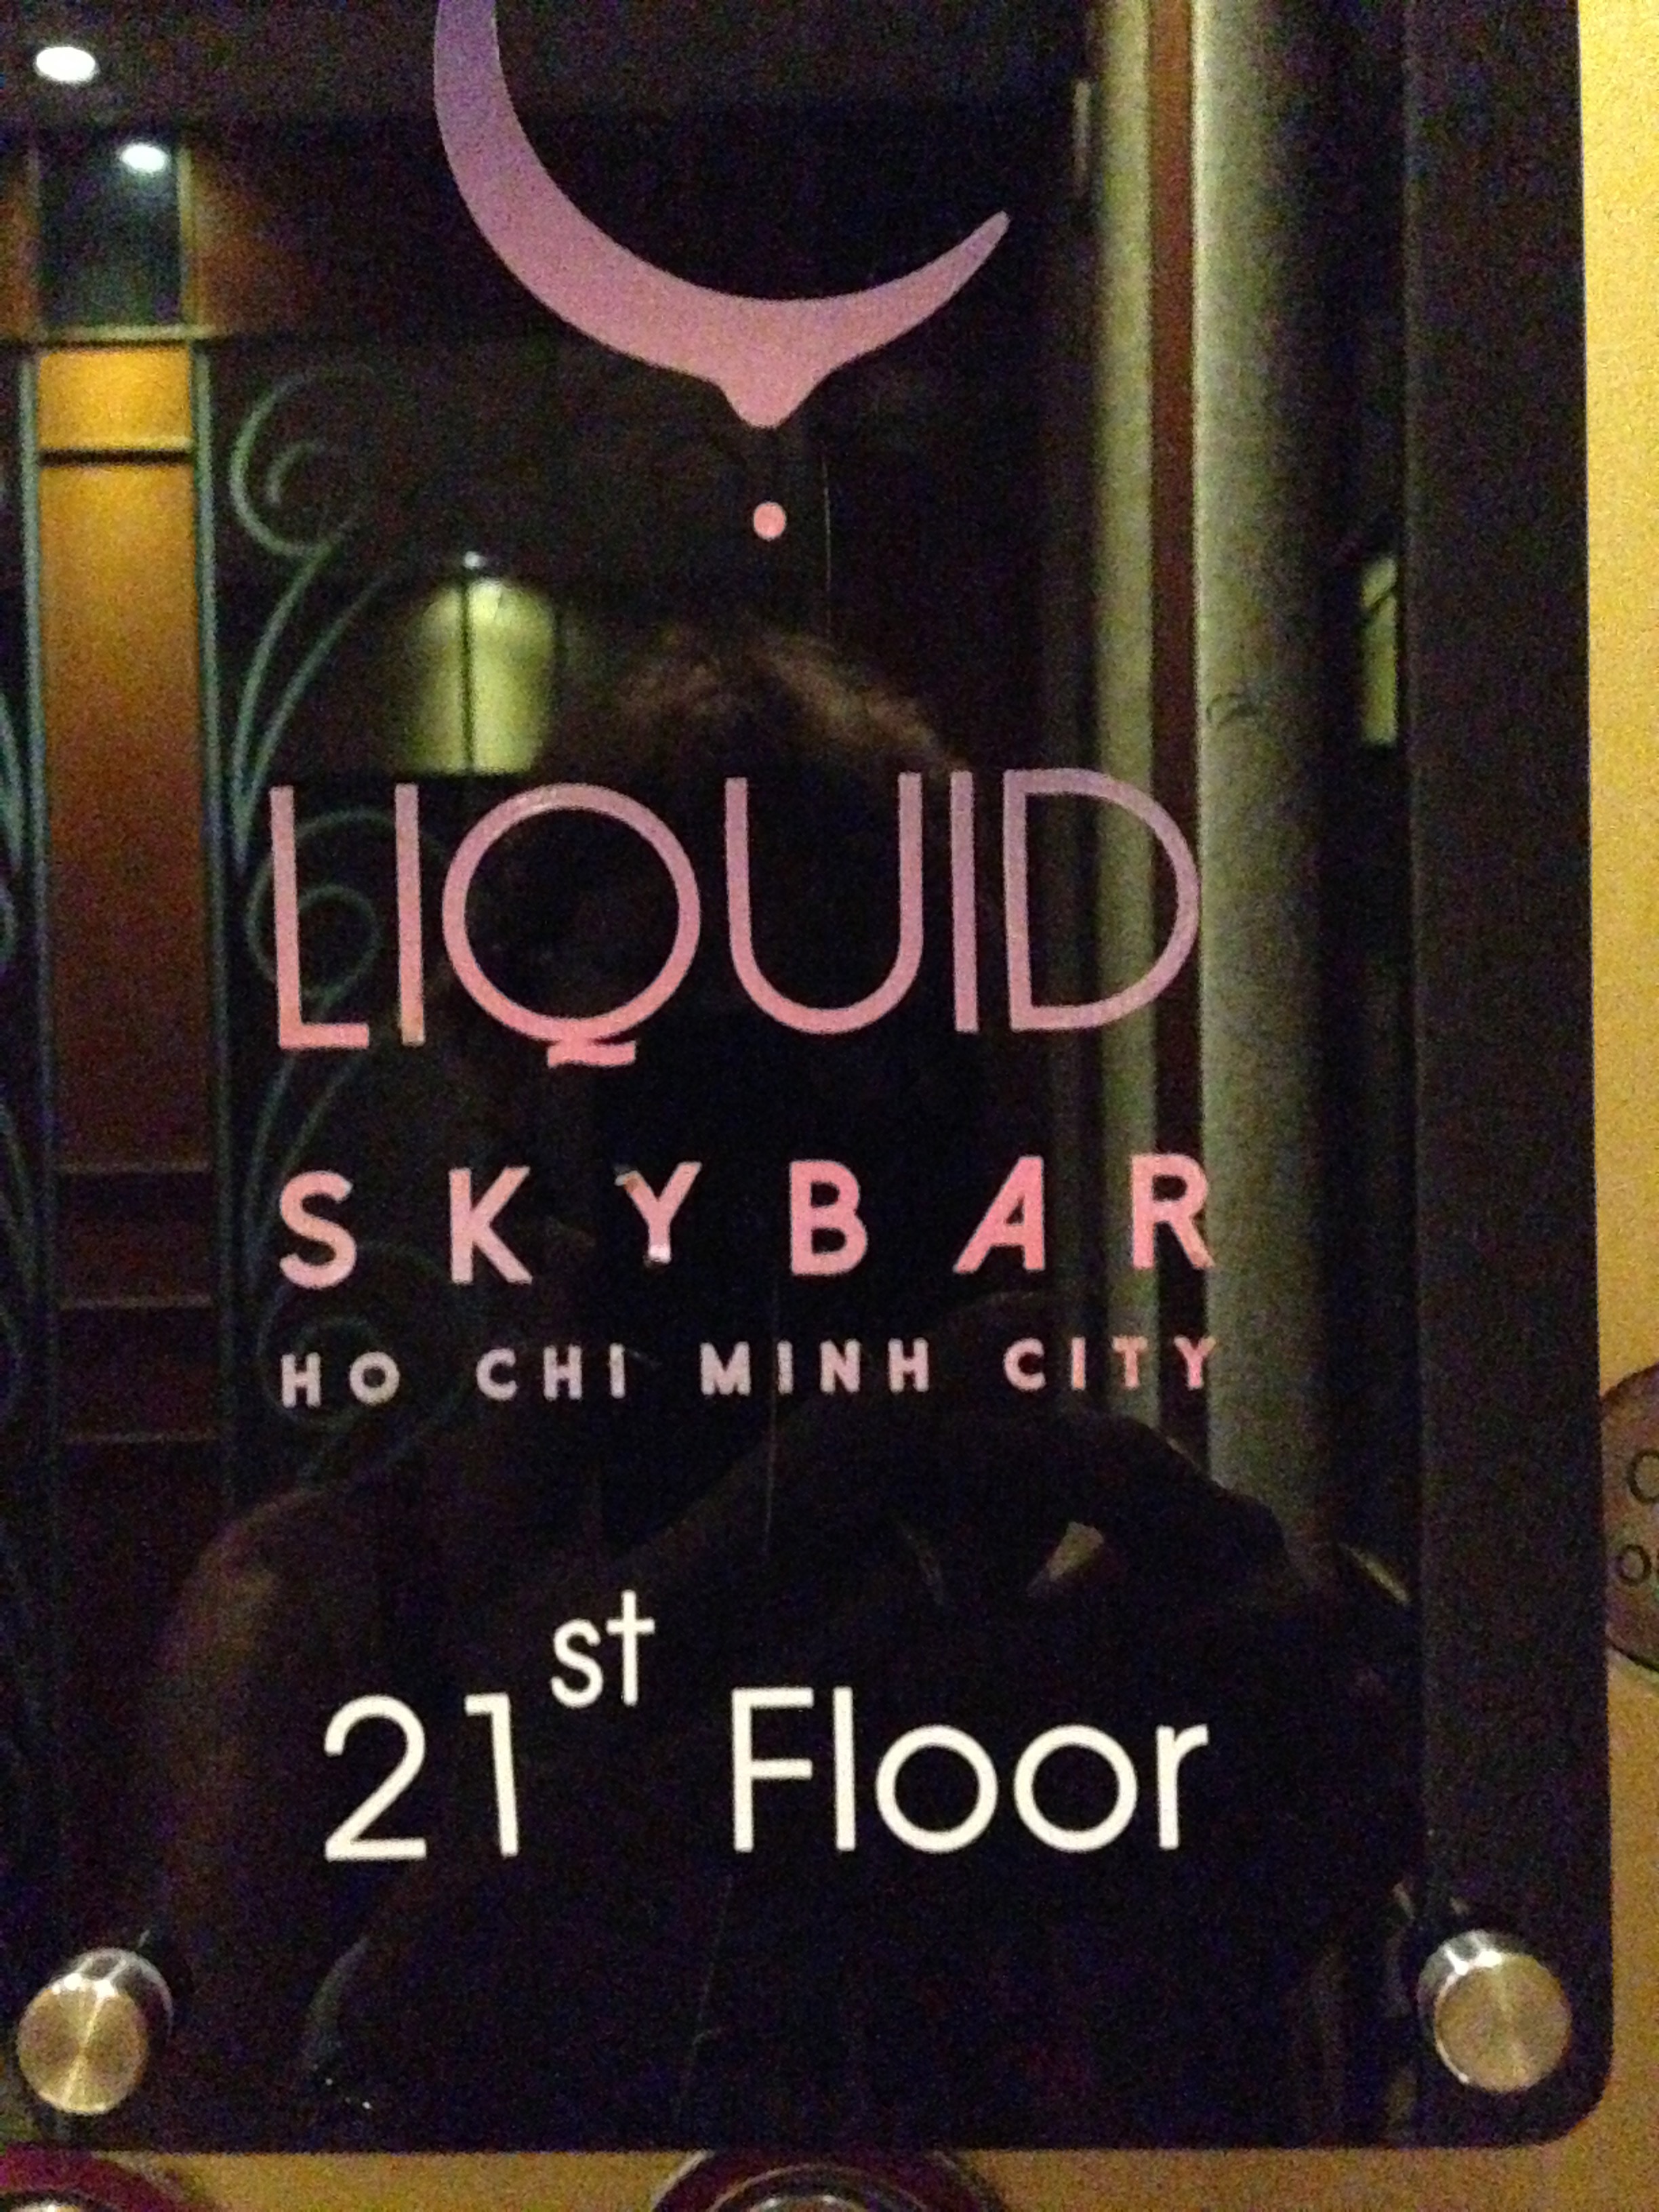 LIQUID
SKYBAR
HO CHI MINH CITY
21st Floor